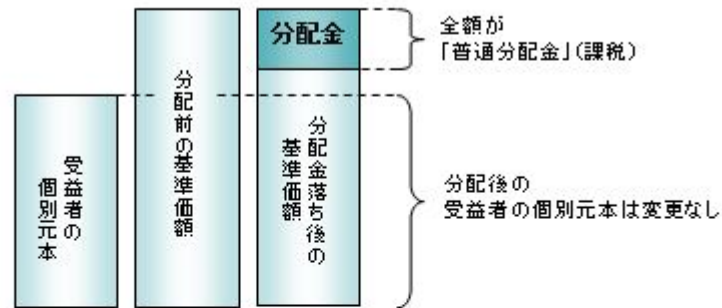 受益者の
個別元本
分配前の基準価額
分配金
分配金落ち後の
基準価額
全額が
「普通分配金」(課税)
分配後の
受益者の個別元本は変更なし